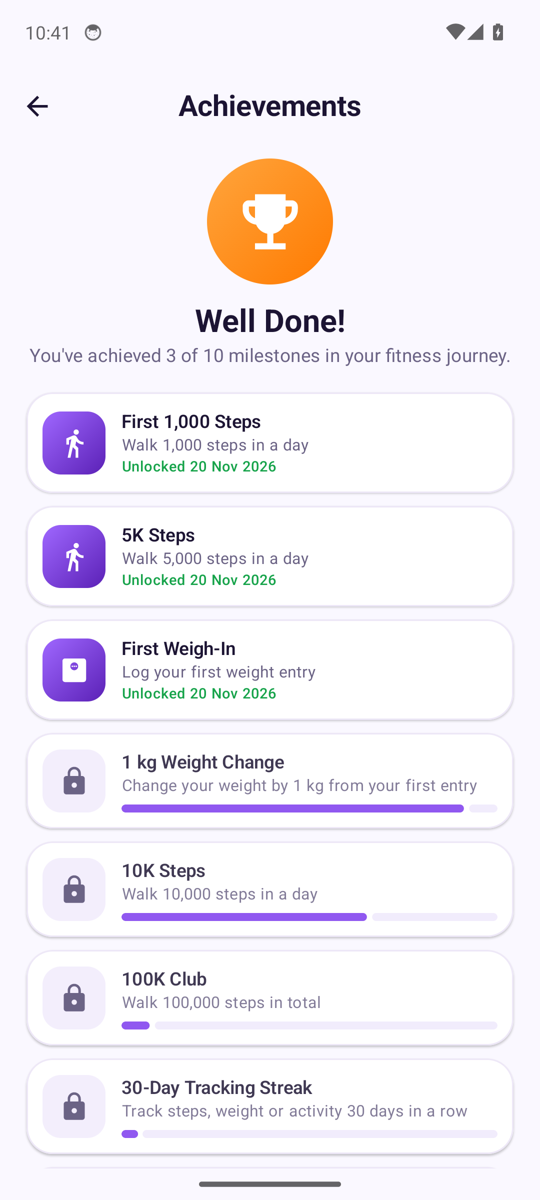 10:41
Achievements
Well Done!
You've achieved 3 of 10 milestones in your fitness journey.
First 1,000 Steps
Walk 1,000 steps in a day
Unlocked 20 Nov 2026
5K Steps
Walk 5,000 steps in a day
Unlocked 20 Nov 2026
First Weigh-In
Log your first weight entry
Unlocked 20 Nov 2026
1 kg Weight Change
Change your weight by 1 kg from your first entry
10K Steps
Walk 10,000 steps in a day
100K Club
Walk 100,000 steps in total
30-Day Tracking Streak
Track steps, weight or activity 30 days in a row